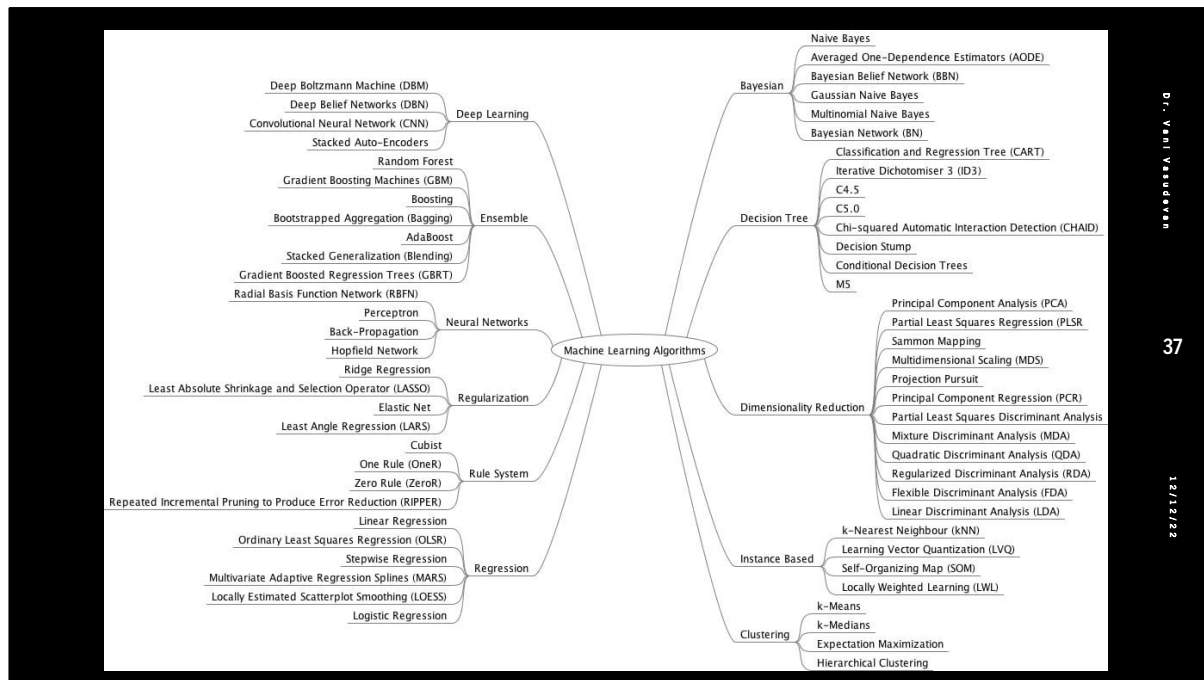 Deep Boltzmann Machine (DBM)
Deep Belief Networks (DBN)
Convolutional Neural Network (CNN)
Stacked Auto-Encoders
Deep Learning
Random Forest
Gradient Boosting Machines (GBM)
Boosting
Bootstrapped Aggregation (Bagging)
AdaBoost
Stacked Generalization (Blending)
Gradient Boosted Regression Trees (GBRT)
Ensemble
Radial Basis Function Network (RBFN)
Perceptron
Back-Propagation
Hopfield Network
Neural Networks
Ridge Regression
Least Absolute Shrinkage and Selection Operator (LASSO)
Elastic Net
Least Angle Regression (LARS)
Regularization
Cubist
One Rule (OneR)
Zero Rule (ZeroR)
Repeated Incremental Pruning to Produce Error Reduction (RIPPER)
Rule System
Linear Regression
Ordinary Least Squares Regression (OLSR)
Stepwise Regression
Multivariate Adaptive Regression Splines (MARS)
Locally Estimated Scatterplot Smoothing (LOESS)
Logistic Regression
Regression
Machine Learning Algorithms
Bayesian
Naive Bayes
Averaged One-Dependence Estimators (AODE)
Bayesian Belief Network (BBN)
Gaussian Naive Bayes
Multinomial Naive Bayes
Bayesian Network (BN)
Decision Tree
Classification and Regression Tree (CART)
Iterative Dichotomiser 3 (ID3)
C4.5
C5.0
Chi-squared Automatic Interaction Detection (CHAID)
Decision Stump
Conditional Decision Trees
M5
Dimensionality Reduction
Principal Component Analysis (PCA)
Partial Least Squares Regression (PLSR
Sammon Mapping
Multidimensional Scaling (MDS)
Projection Pursuit
Principal Component Regression (PCR)
Partial Least Squares Discriminant Analysis
Mixture Discriminant Analysis (MDA)
Quadratic Discriminant Analysis (QDA)
Regularized Discriminant Analysis (RDA)
Flexible Discriminant Analysis (FDA)
Linear Discriminant Analysis (LDA)
Instance Based
k-Nearest Neighbour (kNN)
Learning Vector Quantization (LVQ)
Self-Organizing Map (SOM)
Locally Weighted Learning (LWL)
Clustering
k-Means
k-Medians
Expectation Maximization
Hierarchical Clustering
Dr. Vani Vasudevan
37
12/12/22